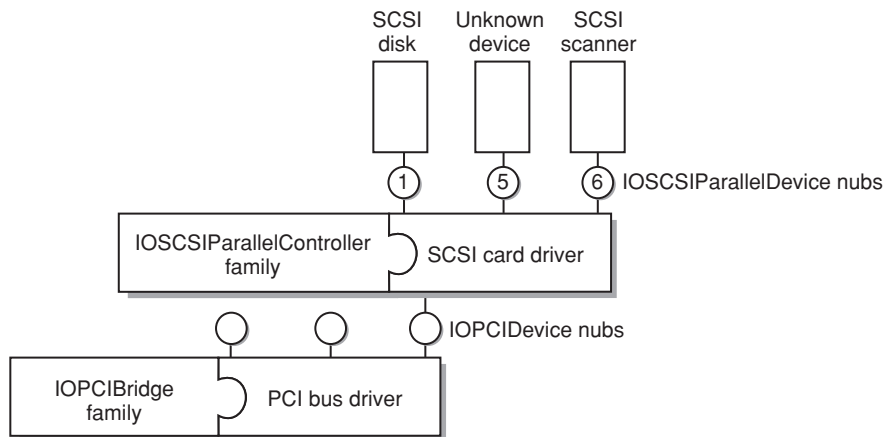 SCSI
disk
Unknown
device
SCSI
scanner
1
5
6
IOSCSIParallelDevice nubs
IOSCSIParallelController
family
SCSI card driver
IOPCIDevice nubs
IOPCIBridge
family
PCI bus driver